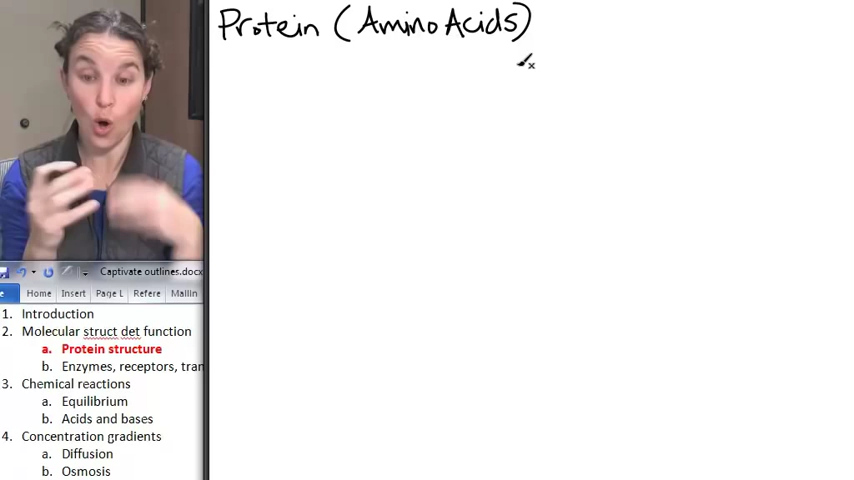 Protein (Amino Acids)
Captivate outlines.docx
Home Insert Page L Refere Mailin
1. Introduction
2. Molecular struct det function
a. Protein structure
b. Enzymes, receptors, tran
3. Chemical reactions
a. Equilibrium
b. Acids and bases
4. Concentration gradients
a. Diffusion
b. Osmosis